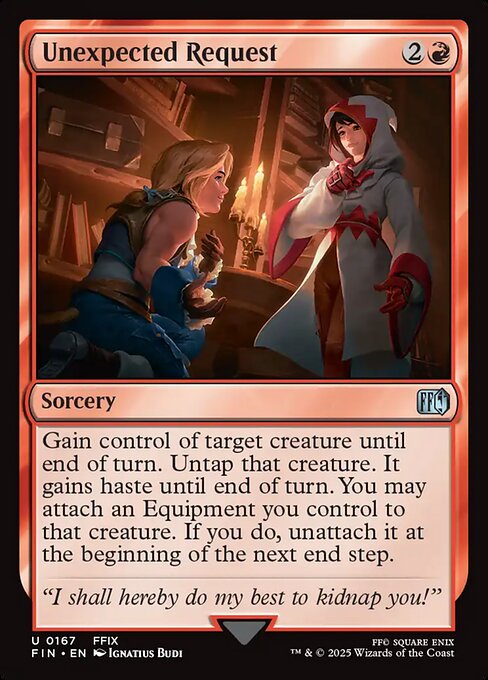 Unexpected Request 2
Sorcery
FF
Gain control of target creature until
end of turn. Untap that creature. It
gains haste until end of turn. You may
attach an Equipment you control to
that creature. If you do, unattach it at
the beginning of the next end step.
“I shall hereby do my best to kidnap you!”
U 0167 FFIX
FIN • EN Ignatius Budi
FF© SQUARE ENIX
™ & © 2025 Wizards of the Coast